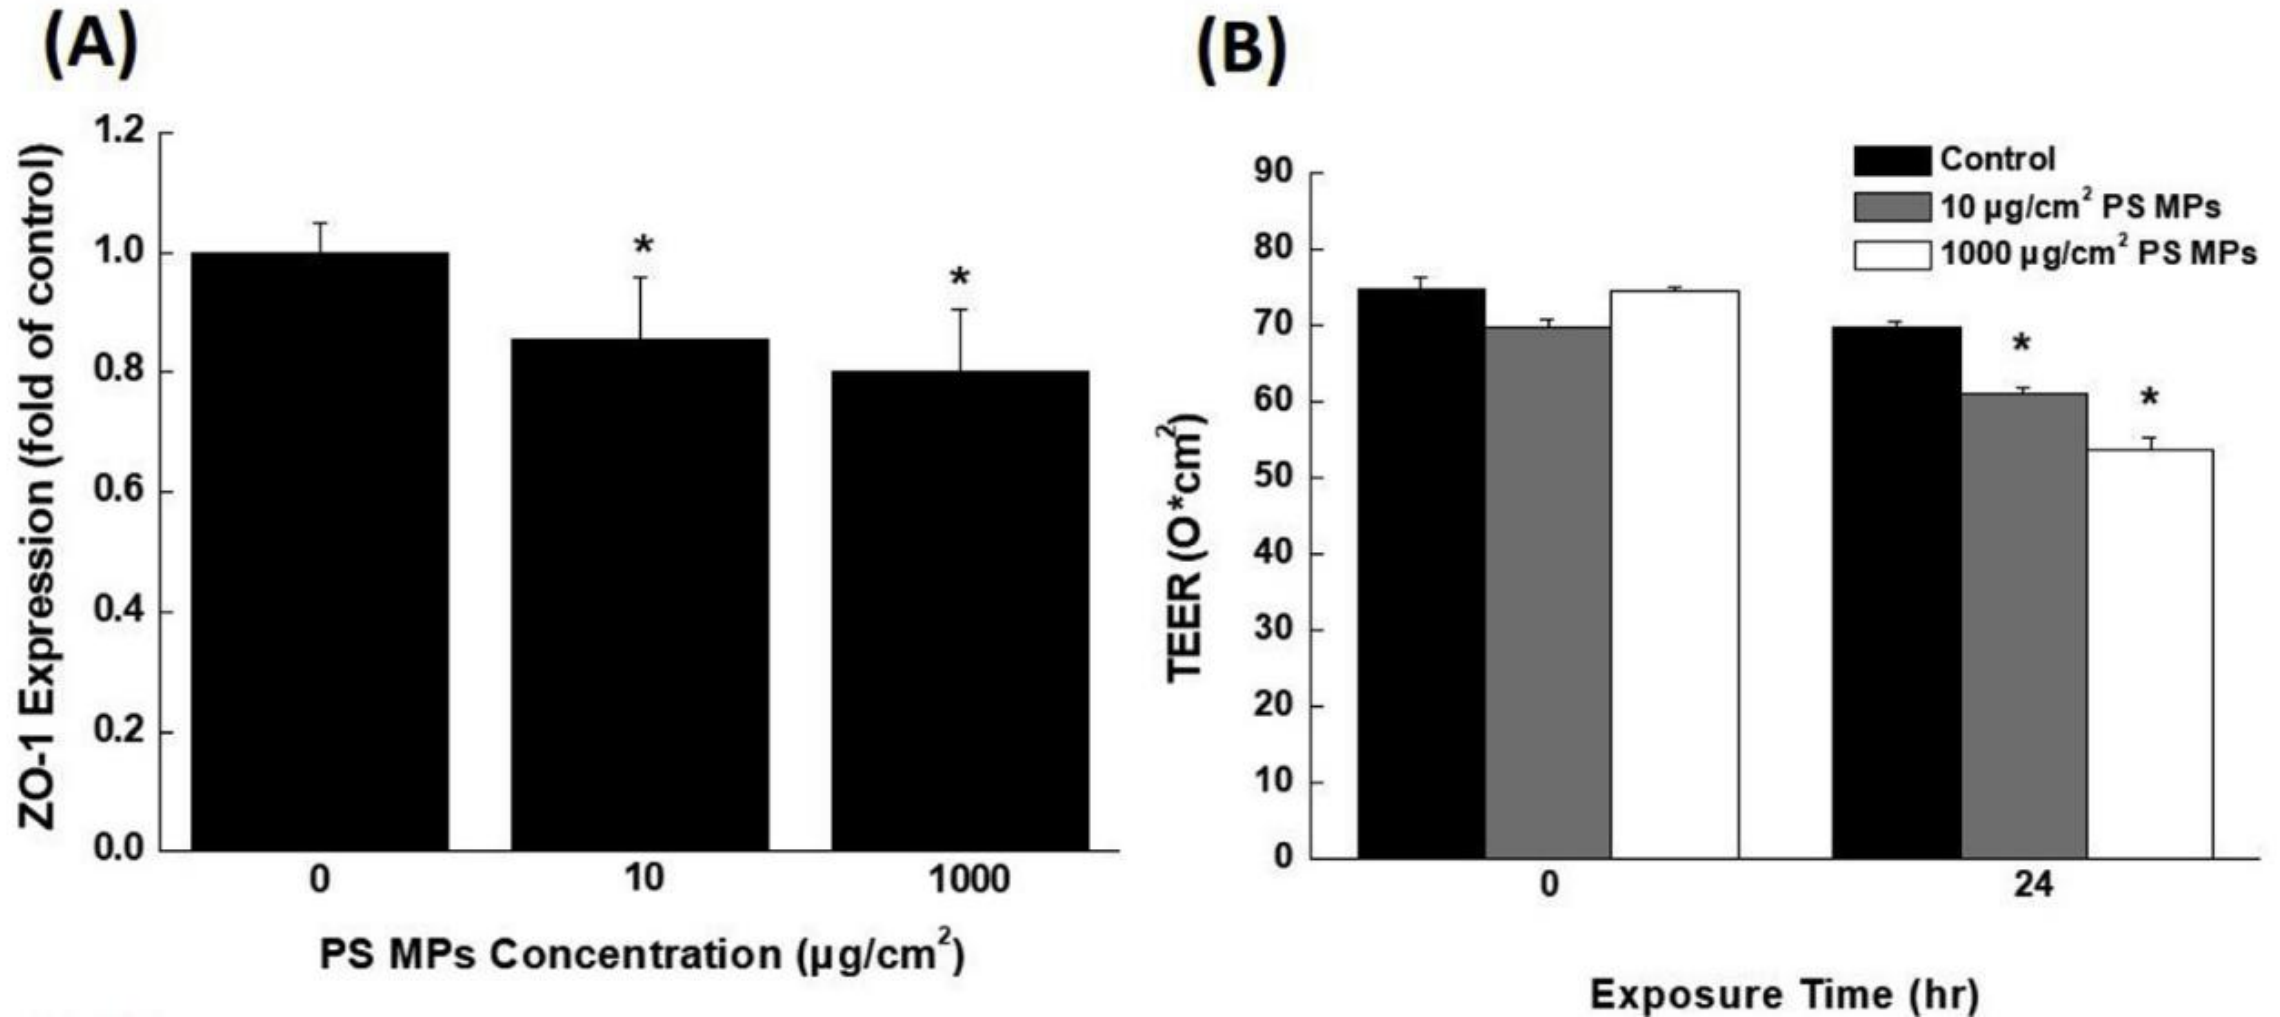 (A)
ZO-1 Expression (fold of control)
1.2
1.0
0.8
0.6
0.4
0.2
0.0
*
*
0 10 1000
PS MPs Concentration (µg/cm²)
(B)
TEER (O*cm²)
90
80
70
60
50
40
30
20
10
0
Control
10 µg/cm² PS MPs
1000 µg/cm² PS MPs
*
*
0 24
Exposure Time (hr)